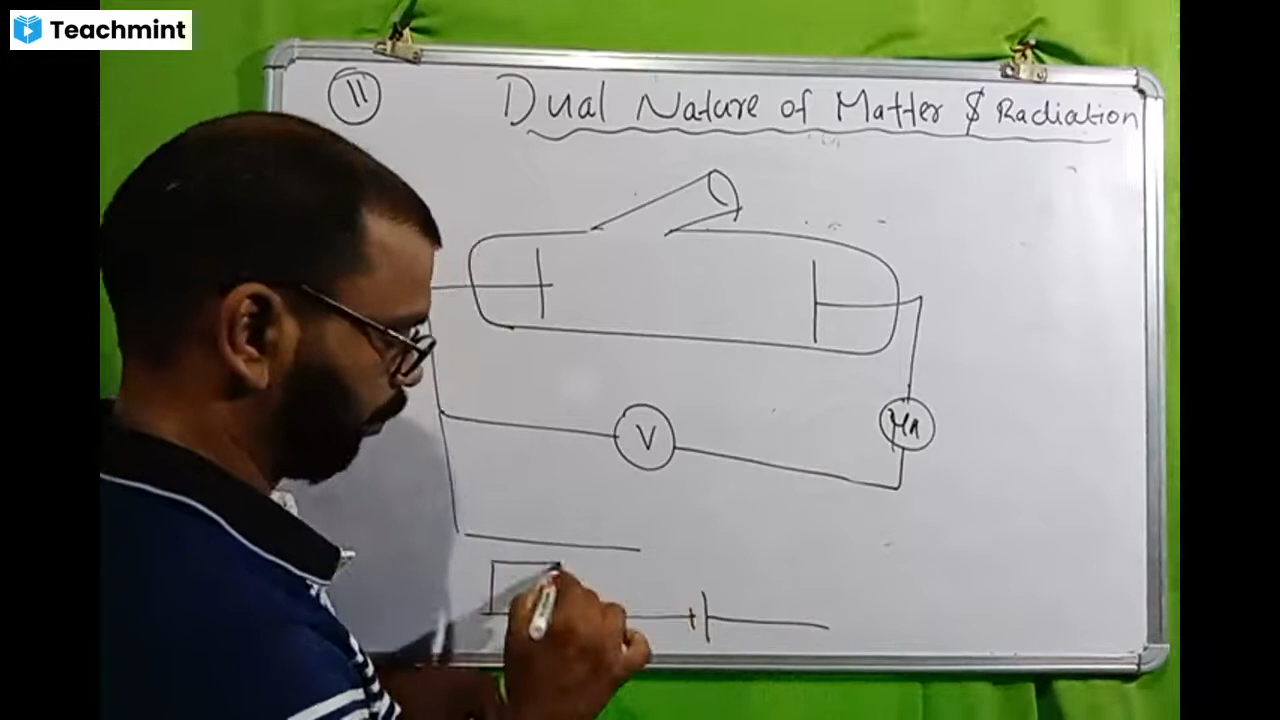 Teachmint
11 Dual Nature of Matter & Radiation
V
μA